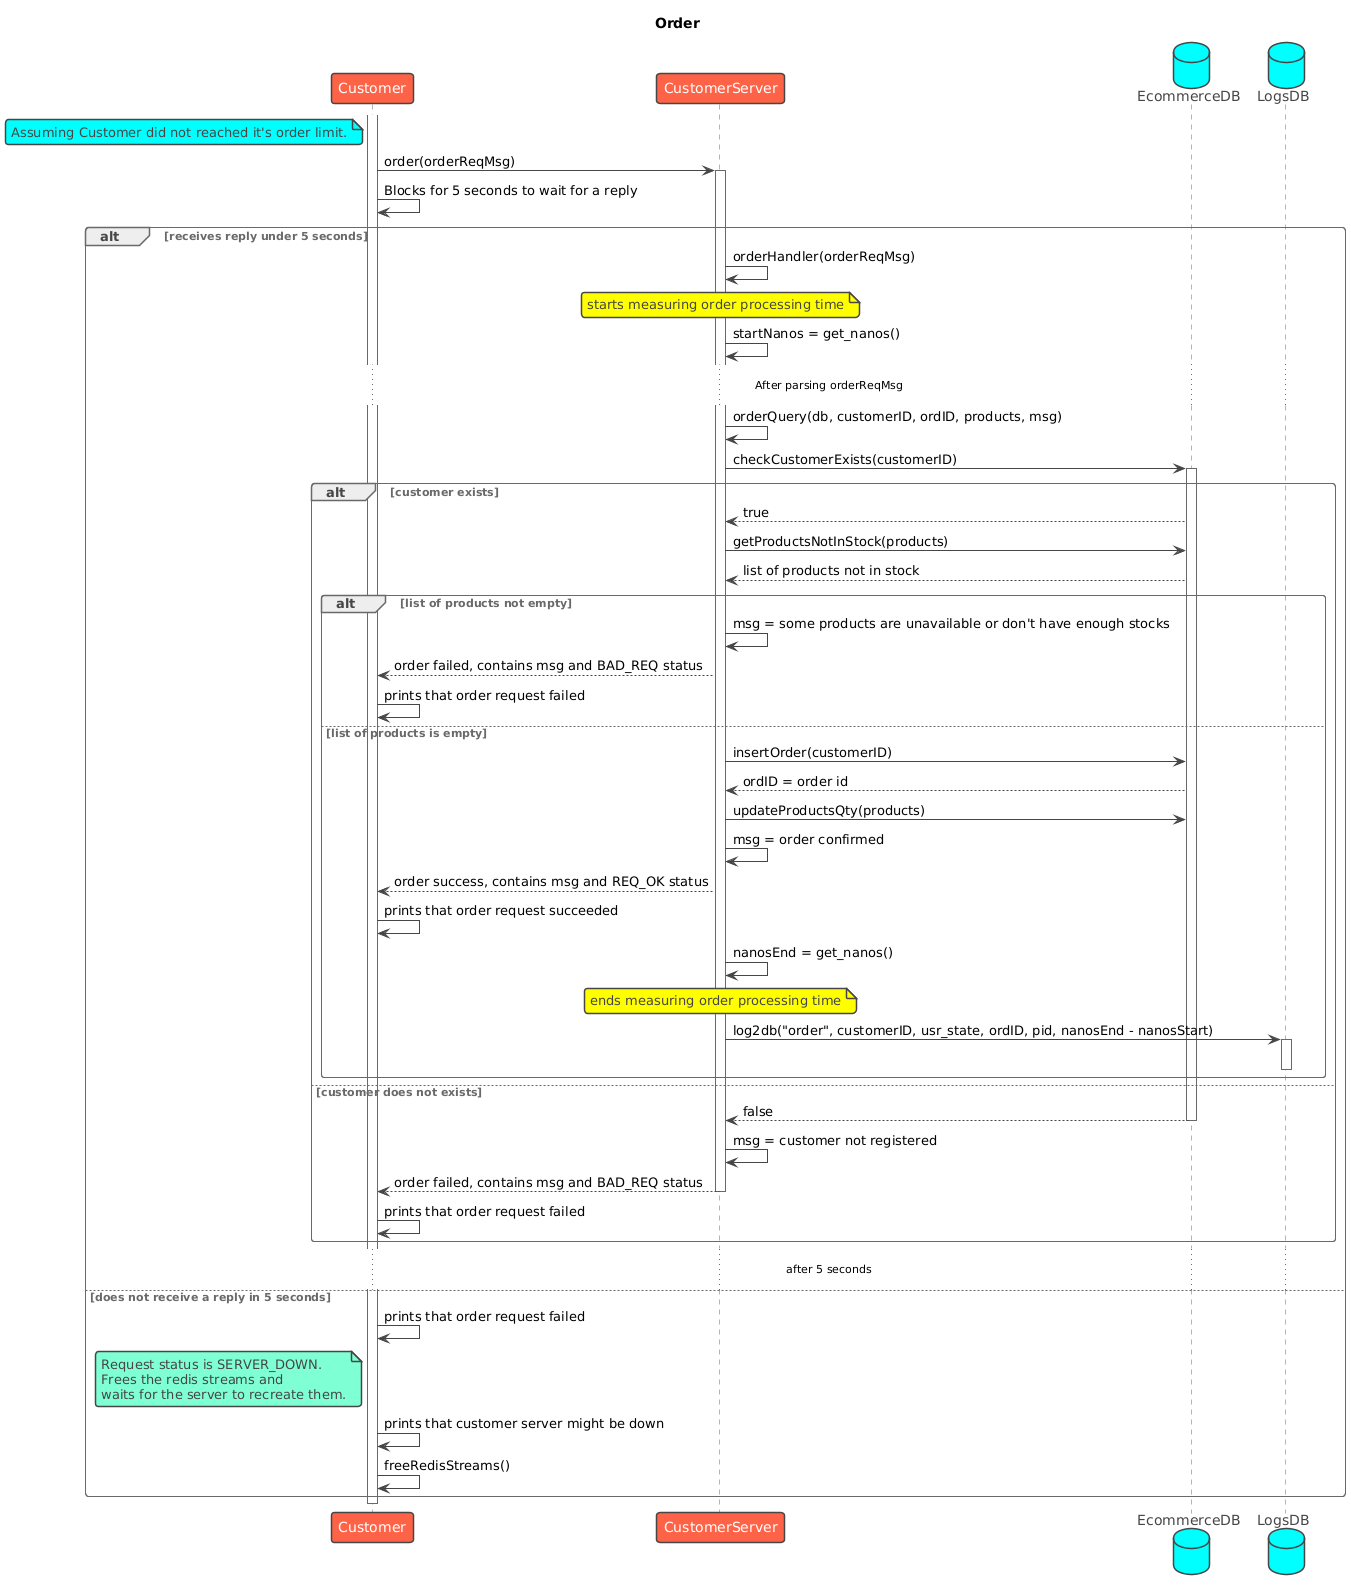 Order
Customer
CustomerServer
EcommerceDB
LogsDB
Assuming Customer did not reached it's order limit.
order(orderReqMsg)
Blocks for 5 seconds to wait for a reply
alt
[receives reply under 5 seconds]
orderHandler(orderReqMsg)
starts measuring order processing time
startNanos = get_nanos()
After parsing orderReqMsg
orderQuery(db, customerID, ordID, products, msg)
checkCustomerExists(customerID)
alt
[customer exists]
true
getProductsNotInStock(products)
list of products not in stock
alt
[list of products not empty]
msg = some products are unavailable or don't have enough stocks
order failed, contains msg and BAD_REQ status
prints that order request failed
[list of products is empty]
insertOrder(customerID)
ordID = order id
updateProductsQty(products)
msg = order confirmed
order success, contains msg and REQ_OK status
prints that order request succeeded
nanosEnd = get_nanos()
ends measuring order processing time
log2db("order", customerID, usr_state, ordID, pid, nanosEnd - nanosStart)
[customer does not exists]
false
msg = customer not registered
order failed, contains msg and BAD_REQ status
prints that order request failed
after 5 seconds
[does not receive a reply in 5 seconds]
prints that order request failed
Request status is SERVER_DOWN.
Frees the redis streams and
waits for the server to recreate them.
prints that customer server might be down
freeRedisStreams()
Customer
CustomerServer
EcommerceDB
LogsDB